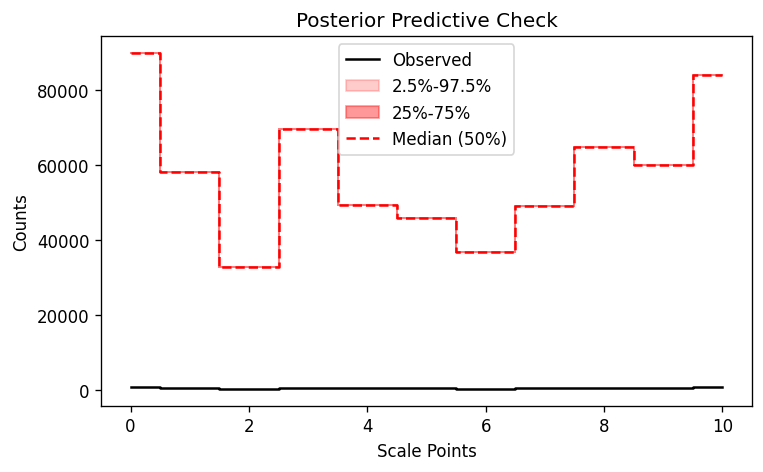 Posterior Predictive Check
Observed
2.5%-97.5%
25%-75%
Median (50%)
80000
60000
40000
20000
0
Counts
0 2 4 6 8 10
Scale Points